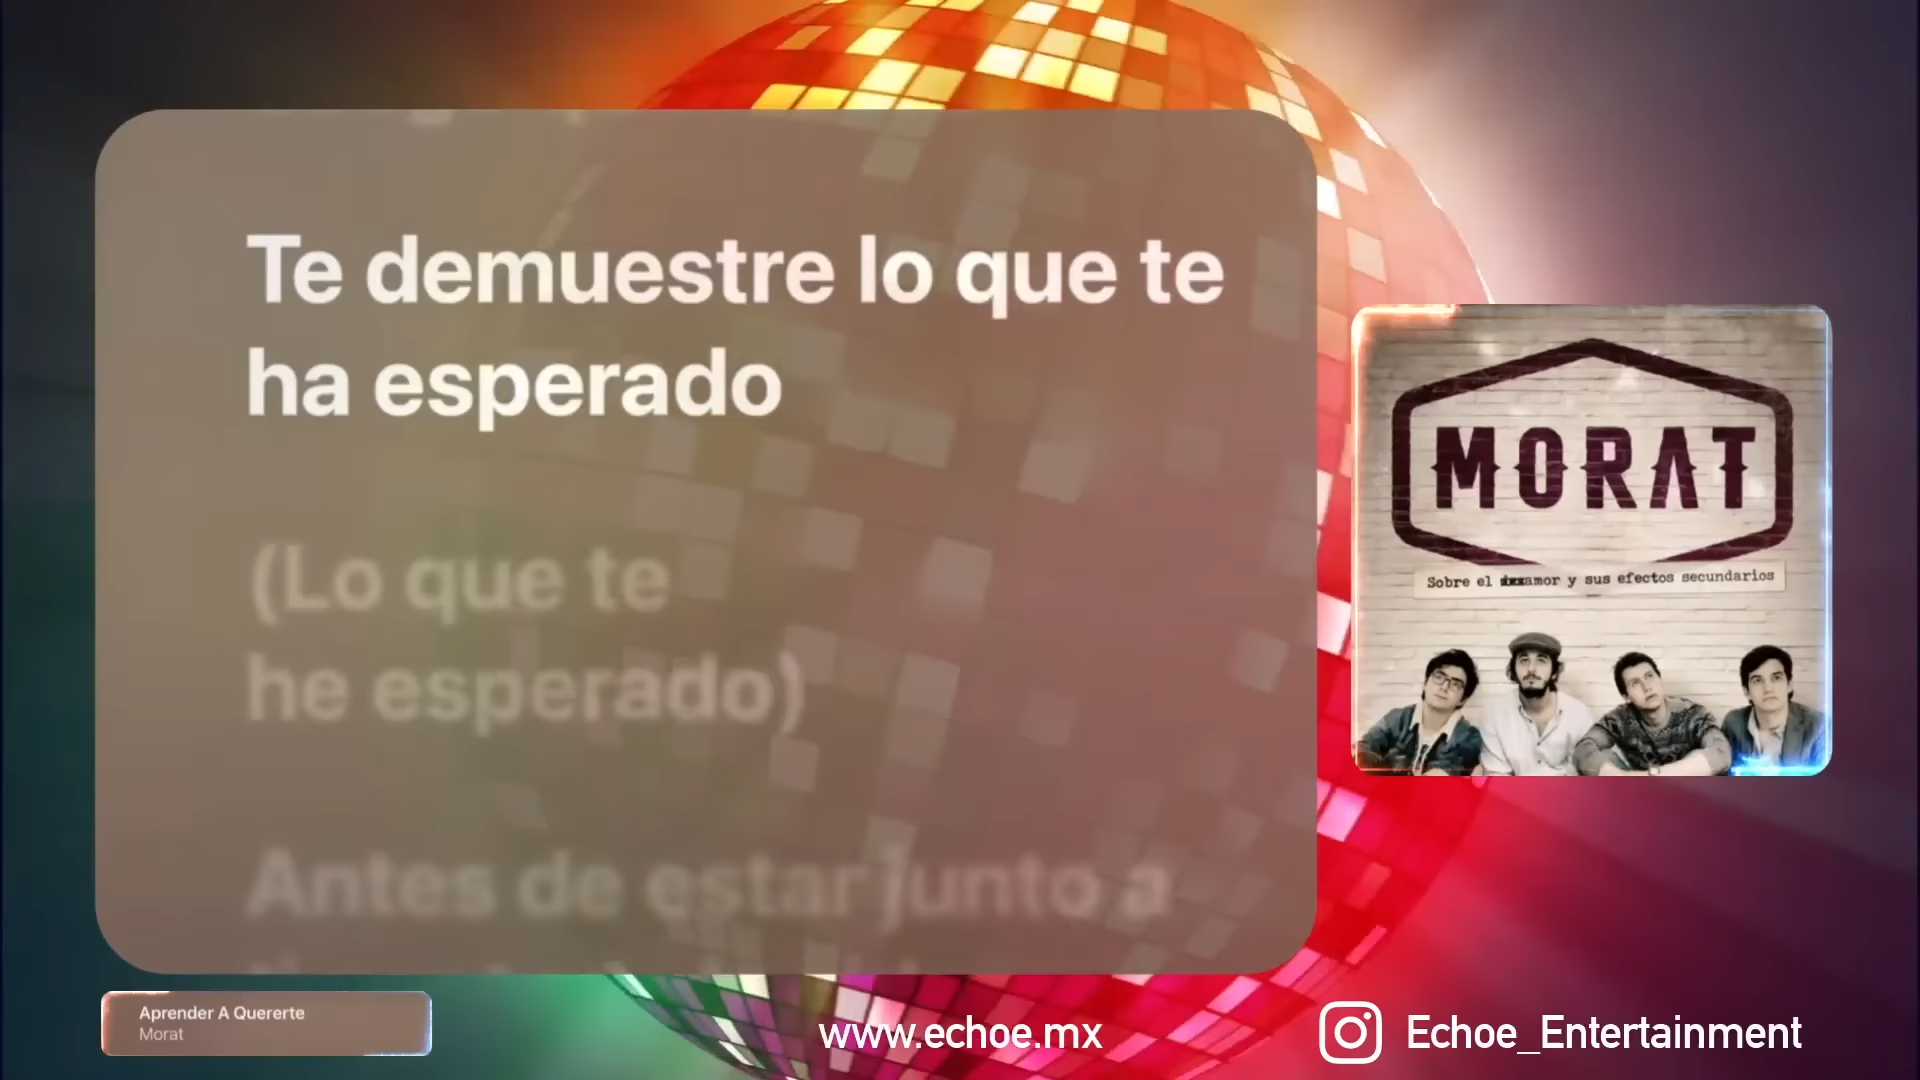 Te demuestre lo que te
ha esperado
(Lo que te
he esperado)
Antes de estar junto a
MORAT
Sobre el amor y sus efectos secundarios
Aprender A Quererte
Morat
www.echoe.mx
Echoe_Entertainment